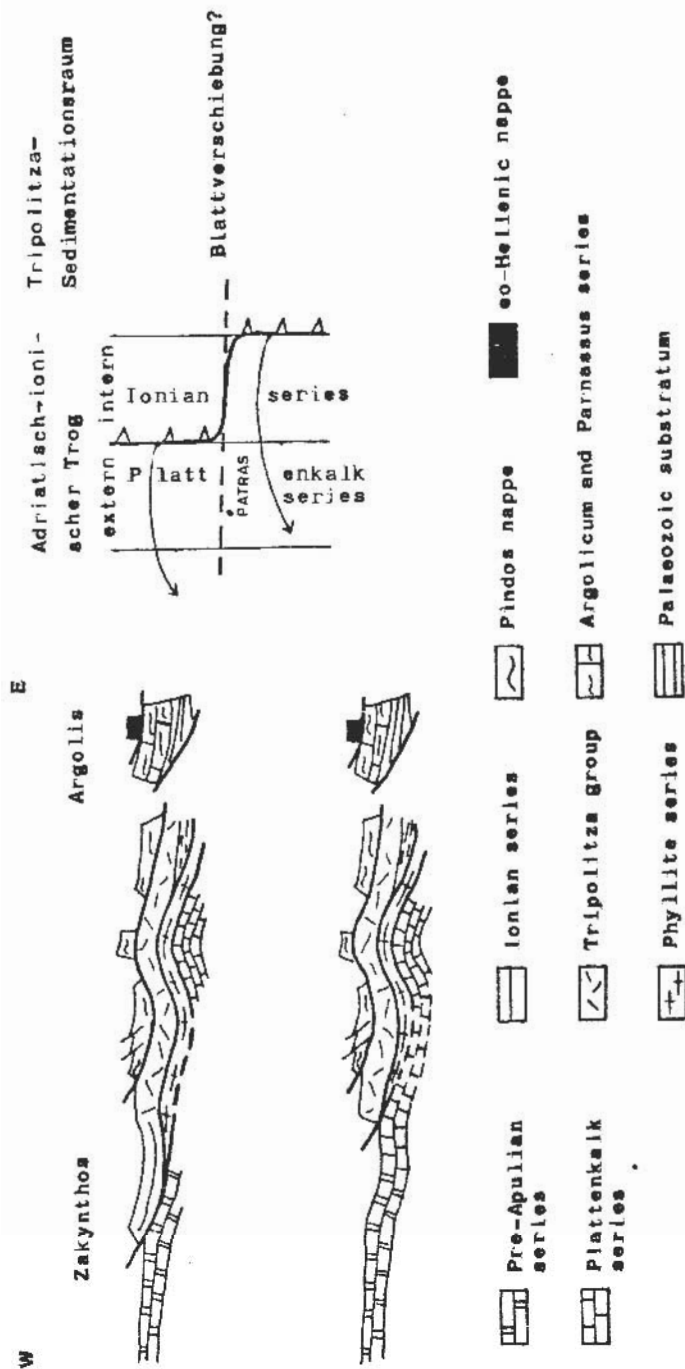 W
E
Zakynthos
Argolis
Adriatisch-ioni-
scher Trog
Tripolitza-
Sedimentationsraum
extern
intern
Ionian
series
Platt
enkalk
series
PATRAS
Blattverschiebung?
Pre-Apulian
series
Ionian series
Pindos nappe
eo-Hellenic nappe
Plattenkalk
series
Tripolitza group
Argolicum and Parnassus series
Phyllite series
Palaeozoic substratum